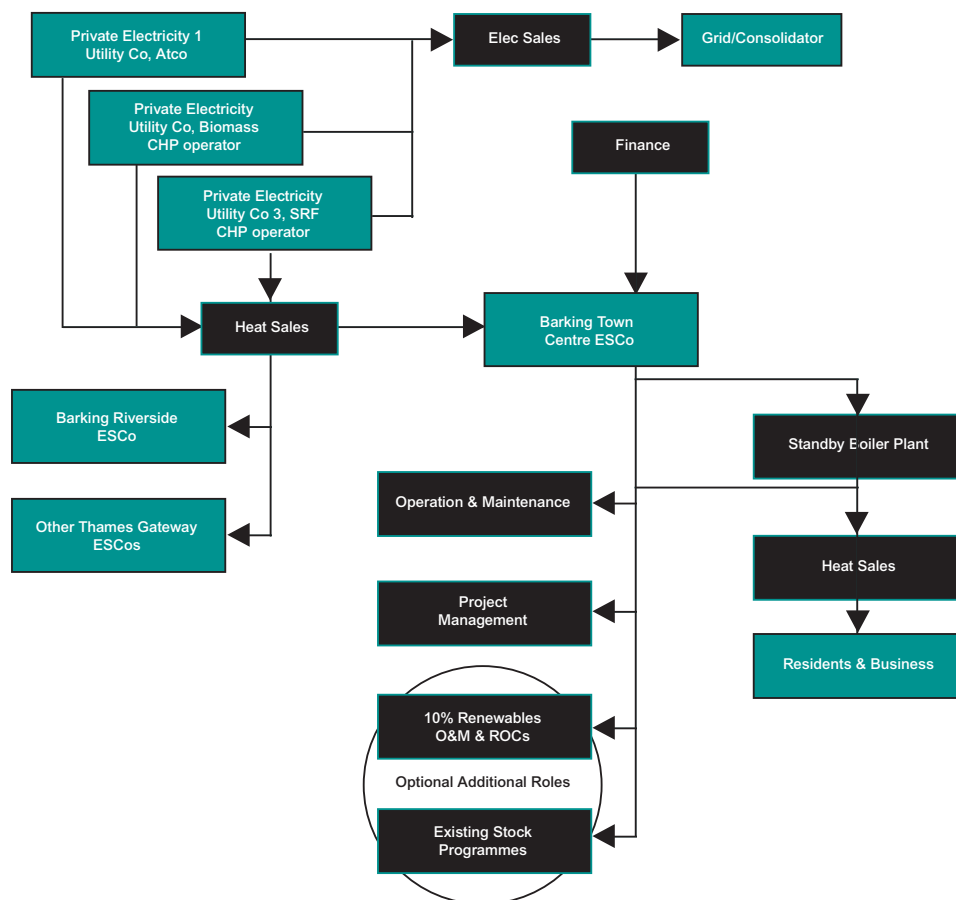 Private Electricity 1
Utility Co, Atco
Elec Sales
Grid/Consolidator
Private Electricity
Utility Co, Biomass
CHP operator
Finance
Private Electricity
Utility Co 3, SRF
CHP operator
Heat Sales
Barking Town
Centre ESCo
Barking Riverside
ESCo
Standby Boiler Plant
Operation & Maintenance
Other Thames Gateway
ESCos
Heat Sales
Project
Management
Residents & Business
10% Renewables
O&M & ROCs
Optional Additional Roles
Existing Stock
Programmes